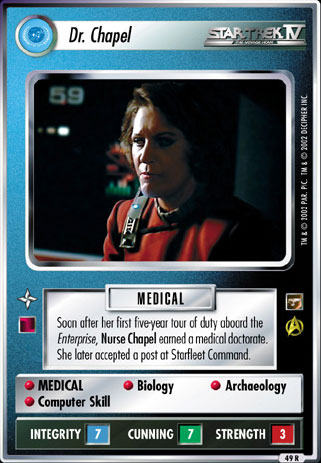 Dr. Chapel
STAR TREK IV
THE VOYAGE HOME
59
TM & © 2002 PAR. PIC. TM & © 2002 DECIPHER INC.
MEDICAL
Soon after her first five-year tour of duty aboard the
Enterprise, Nurse Chapel earned a medical doctorate.
She later accepted a post at Starfleet Command.
MEDICAL Biology Archaeology
Computer Skill
INTEGRITY 7 CUNNING 7 STRENGTH 3
49 R